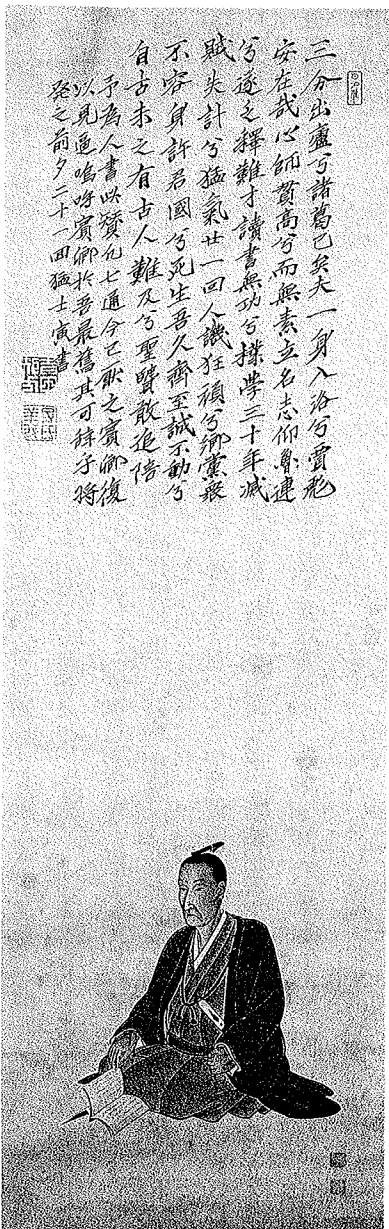 三分出廬兮諸葛已矣夫一身入洛兮賈彪
安在哉心師貫高兮而無素立名志仰魯連
兮遂乏釋難才讀書無功兮樸學三十年滅
賊失計兮猛氣廿一回人譏狂頑兮鄉黨衆
不容身許君國兮死生吾久齊至誠不動兮
自古未之有古人難及兮聖賢敢追陪
予為人書此贊凡七通今已厭之賓卿復
以見逼嗚呼賓卿於吾最舊其可乎將
發之前夕二十一回猛士寅書